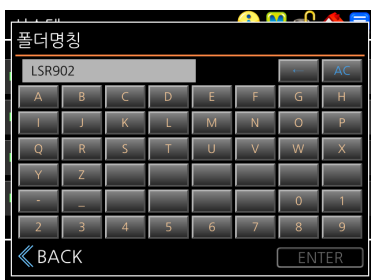 폴더명칭
LSR902
← AC
A B C D E F G H
I J K L M N O P
Q R S T U V W X
Y Z
- _ 0 1
2 3 4 5 6 7 8 9
BACK ENTER